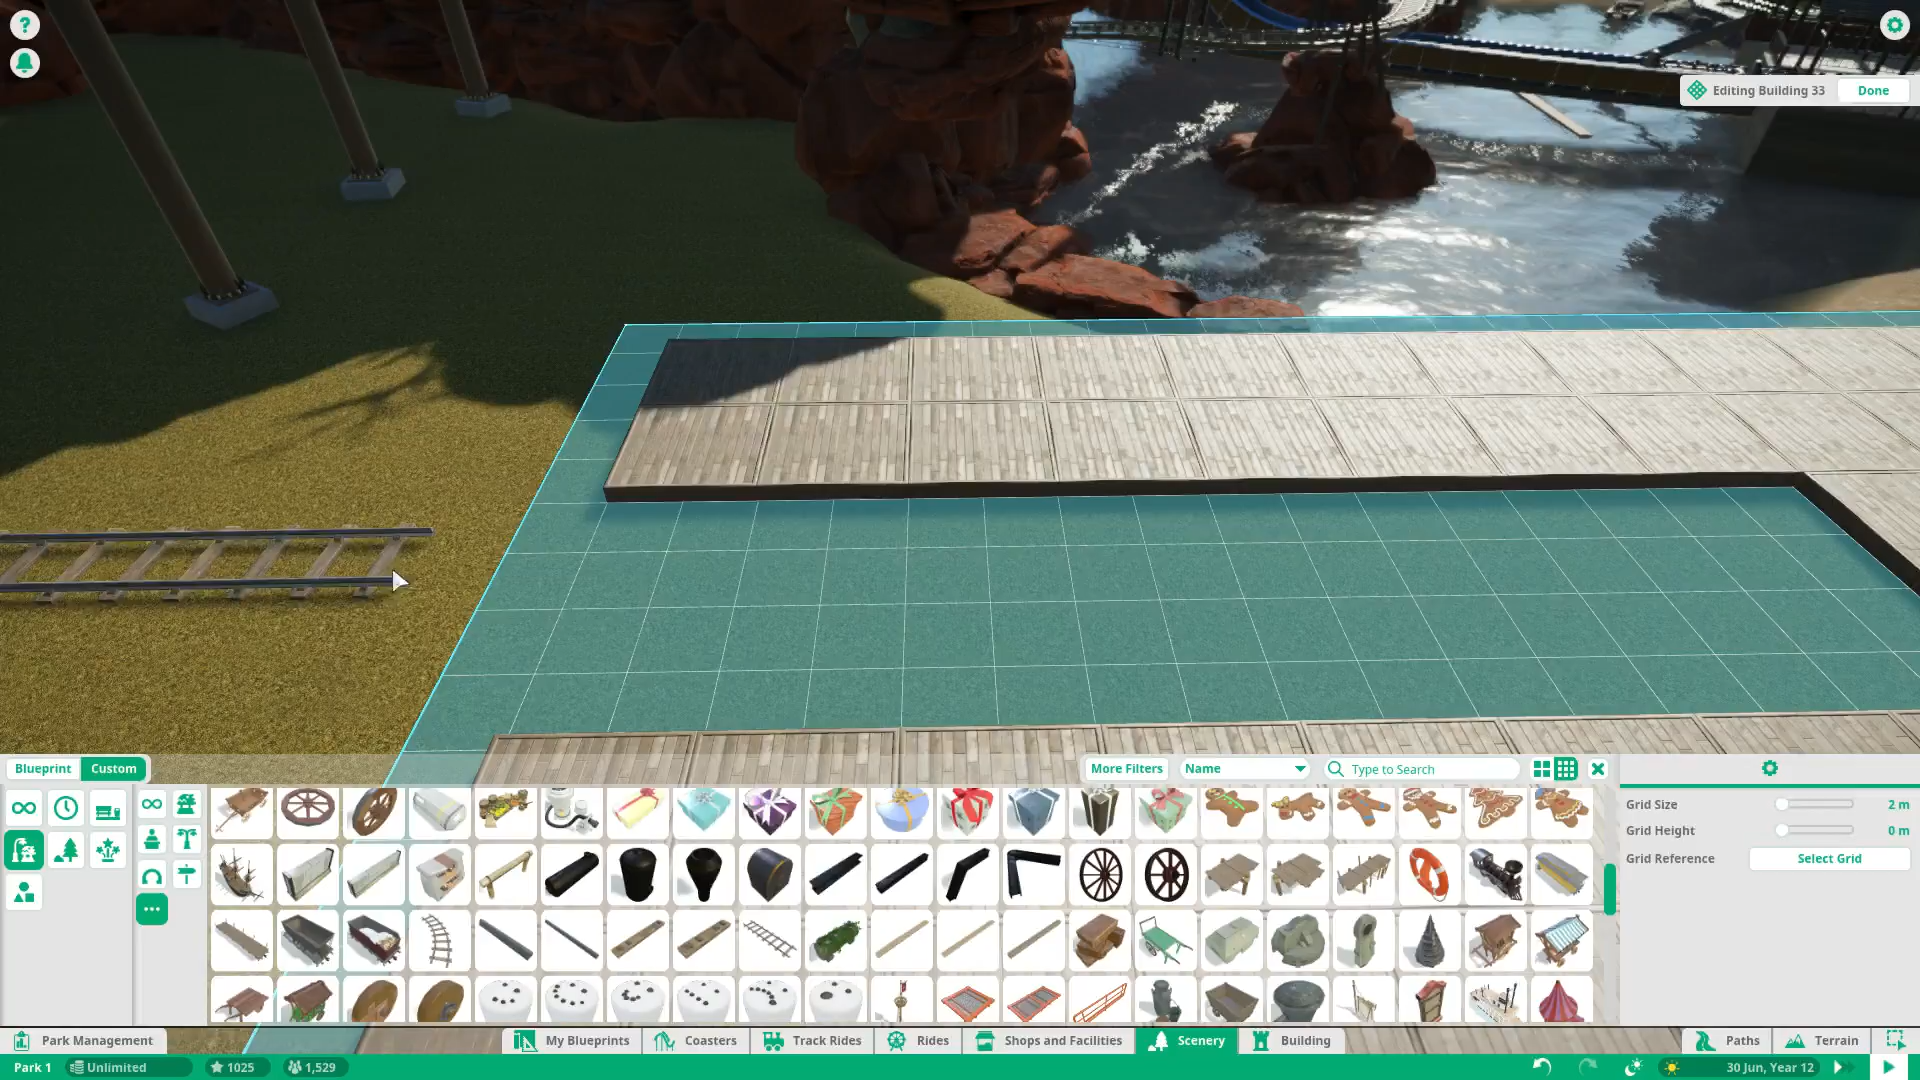 ?
Editing Building 33
Done
Blueprint
Custom
More Filters
Name
Type to Search
Grid Size
2 m
Grid Height
0 m
Grid Reference
Select Grid
Park Management
My Blueprints
Coasters
Track Rides
Rides
Shops and Facilities
Scenery
Building
Paths
Terrain
Park 1
Unlimited
1025
1,529
30 Jun, Year 12